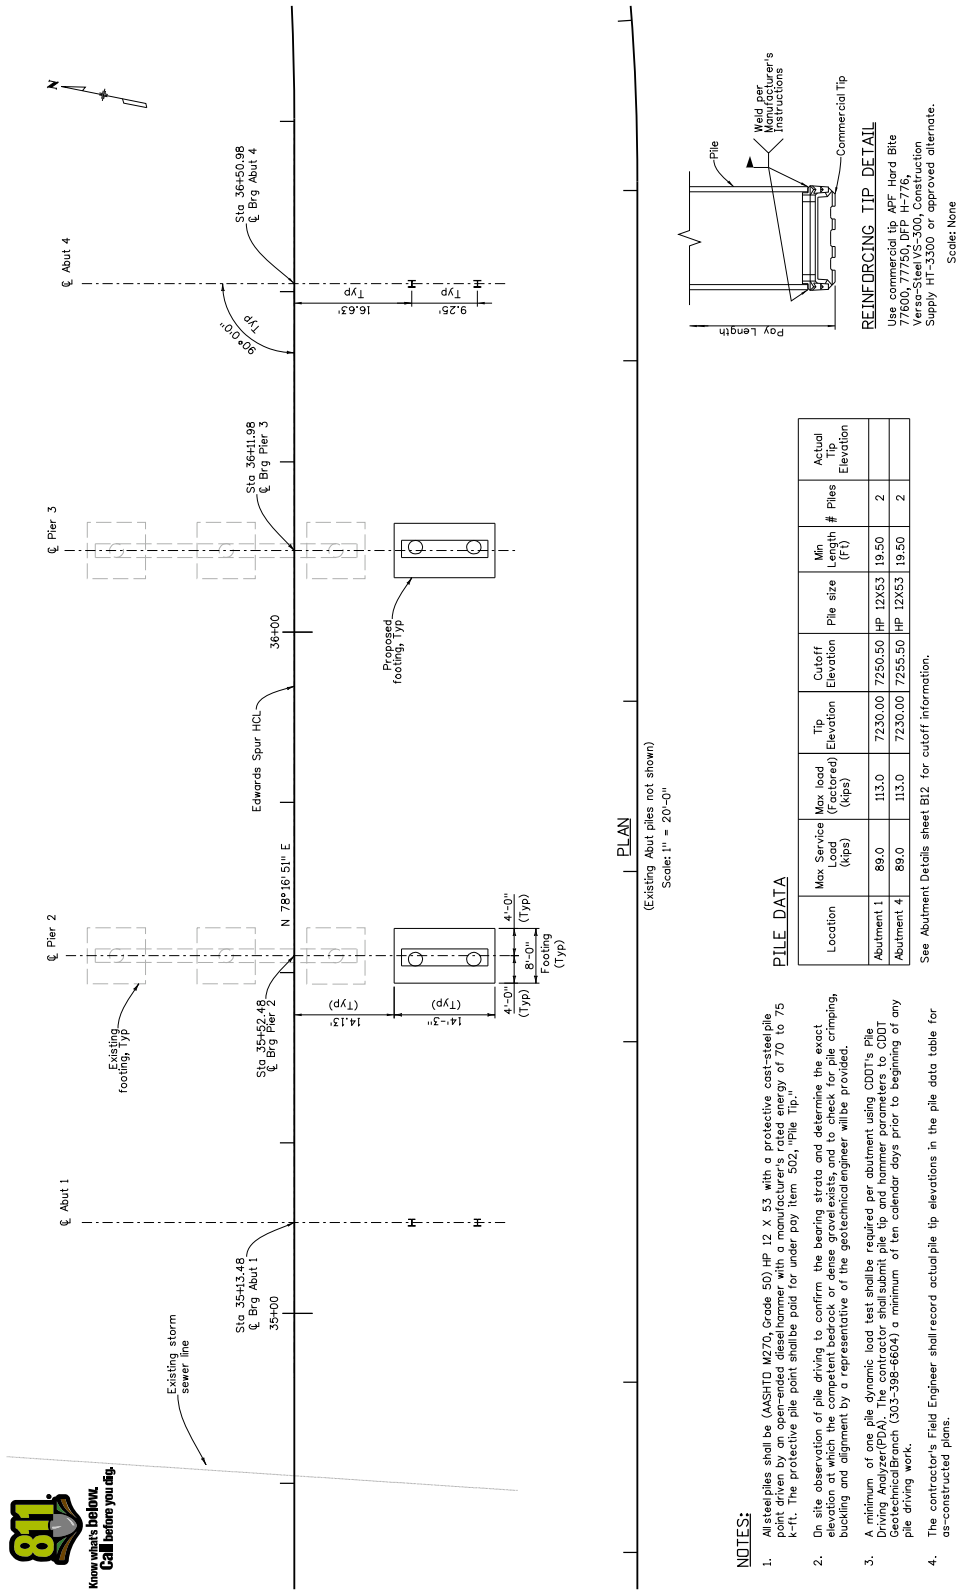 811
Know what's below.
Call before you dig.
N
Existing storm
sewer line
℄ Abut 1
Sta 35+13.48
℄ Brg Abut 1
35+00
Existing
footing, Typ
℄ Pier 2
Sta 35+52.48
℄ Brg Pier 2
N 78°16'51" E
14.13'
(Typ)
14'-3"
(Typ)
4'-0"
(Typ)
8'-0"
Footing
(Typ)
4'-0"
(Typ)
Edwards Spur HCL
36+00
Proposed
footing, Typ
℄ Pier 3
Sta 36+11.98
℄ Brg Pier 3
℄ Abut 4
Sta 36+50.98
℄ Brg Abut 4
90°0'0"
Typ
16.63'
Typ
9.25'
Typ
PLAN
(Existing Abut piles not shown)
Scale: 1" = 20'-0"
NOTES:
1. All steel piles shall be (AASHTO M270, Grade 50) HP 12 X 53 with a protective cast-steel pile
point driven by an open-ended diesel hammer with a manufacturer's rated energy of 70 to 75
k-ft. The protective pile point shall be paid for under pay item 502, "Pile Tip."
2. On site observation of pile driving to confirm the bearing strata and determine the exact
elevation at which the competent bedrock or dense gravel exists, and to check for pile crimping,
buckling and alignment by a representative of the geotechnical engineer will be provided.
3. A minimum of one pile dynamic load test shall be required per abutment using CDOT's Pile
Driving Analyzer(PDA). The contractor shall submit pile tip and hammer parameters to CDOT
Geotechnical Branch (303-398-6604) a minimum of ten calendar days prior to beginning of any
pile driving work.
4. The contractor's Field Engineer shall record actual pile tip elevations in the pile data table for
as-constructed plans.
PILE DATA
Location Max Service Load (kips) Max load (Factored) (kips) Tip Elevation Cutoff Elevation Pile size Min Length (Ft) # Piles Actual Tip Elevation
Abutment 1 89.0 113.0 7230.00 7250.50 HP 12X53 19.50 2
Abutment 4 89.0 113.0 7230.00 7255.50 HP 12X53 19.50 2
See Abutment Details sheet B12 for cutoff information.
Pay Length
Pile
Weld per
Manufacturer's
Instructions
Commercial Tip
REINFORCING TIP DETAIL
Use commercial tip APF Hard Bite
77600, 77750, DFP H-776,
Versa-Steel VS-300, Construction
Supply HT-3300 or approved alternate.
Scale: None